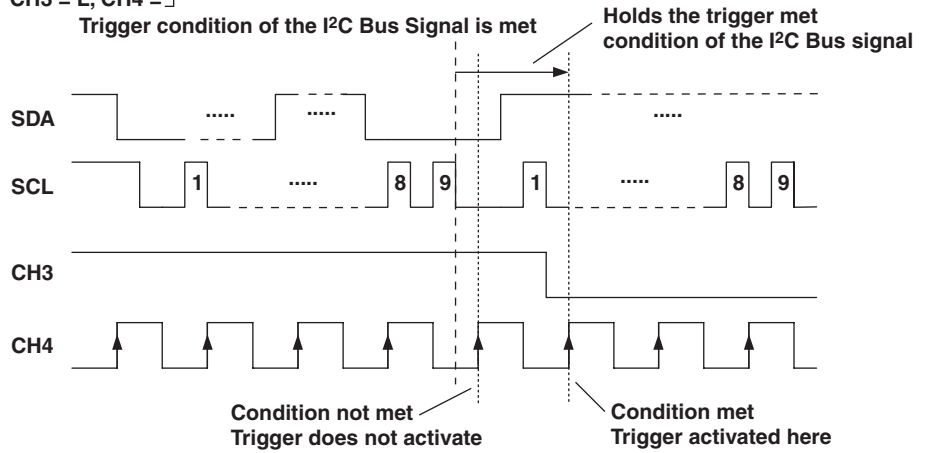 CH3 = L, CH4 =
Trigger condition of the I²C Bus Signal is met
Holds the trigger met
condition of the I²C Bus signal
SDA
.....
.....
.....
SCL
1
.....
8
9
1
.....
8
9
CH3
CH4
Condition not met
Trigger does not activate
Condition met
Trigger activated here